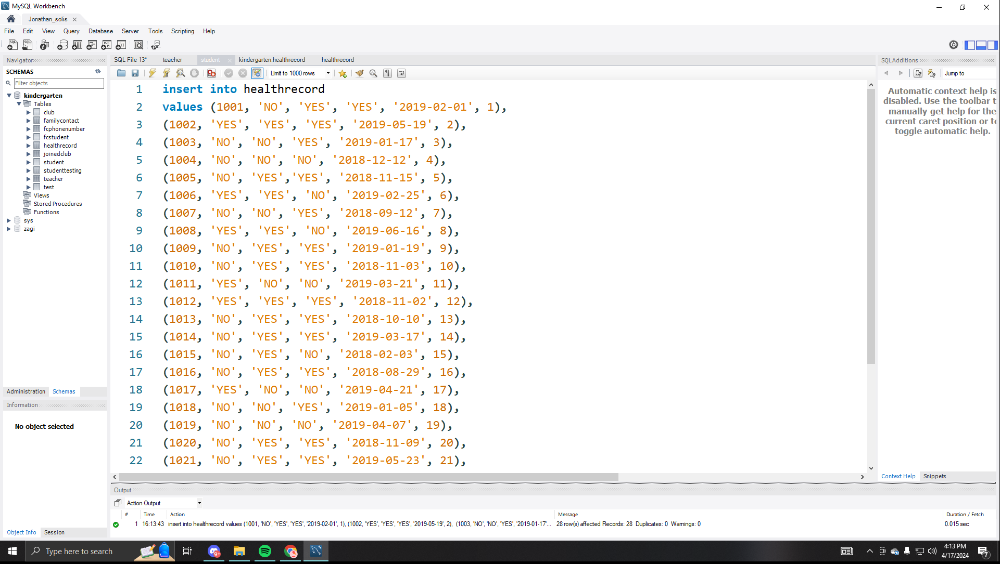 MySQL Workbench
Jonathan_solis
File Edit View Query Database Server Tools Scripting Help
Navigator
SCHEMAS
Filter objects
kindergarten
Tables
club
familycontact
fcphonenumber
fcstudent
healthrecord
joinedclub
student
studenttesting
teacher
test
Views
Stored Procedures
Functions
sys
zagi
Administration Schemas
Information
No object selected
Object Info Session
SQL File 13* teacher student kindergarten.healthrecord healthrecord
Limit to 1000 rows
1 insert into healthrecord
2 values (1001, 'NO', 'YES', 'YES', '2019-02-01', 1),
3 (1002, 'YES', 'YES', 'YES', '2019-05-19', 2),
4 (1003, 'NO', 'NO', 'YES', '2019-01-17', 3),
5 (1004, 'NO', 'NO', 'NO', '2018-12-12', 4),
6 (1005, 'NO', 'YES','YES', '2018-11-15', 5),
7 (1006, 'YES', 'YES', 'NO', '2019-02-25', 6),
8 (1007, 'NO', 'NO', 'YES', '2018-09-12', 7),
9 (1008, 'YES', 'YES', 'NO', '2019-06-16', 8),
10 (1009, 'NO', 'YES', 'YES', '2019-01-19', 9),
11 (1010, 'NO', 'YES', 'YES', '2018-11-03', 10),
12 (1011, 'YES', 'NO', 'NO', '2019-03-21', 11),
13 (1012, 'YES', 'YES', 'YES', '2018-11-02', 12),
14 (1013, 'NO', 'YES', 'YES', '2018-10-10', 13),
15 (1014, 'NO', 'YES', 'YES', '2019-03-17', 14),
16 (1015, 'NO', 'YES', 'NO', '2018-02-03', 15),
17 (1016, 'NO', 'YES', 'YES', '2018-08-29', 16),
18 (1017, 'YES', 'NO', 'NO', '2019-04-21', 17),
19 (1018, 'NO', 'NO', 'YES', '2019-01-05', 18),
20 (1019, 'NO', 'NO', 'NO', '2019-04-07', 19),
21 (1020, 'NO', 'YES', 'YES', '2018-11-09', 20),
22 (1021, 'NO', 'YES', 'YES', '2019-05-23', 21),
SQLAdditions
Jump to
Automatic context help is
disabled. Use the toolbar t
manually get help for the
current caret position or to
toggle automatic help.
Context Help Snippets
Output
Action Output
# Time Action Message Duration / Fetch
1 16:13:43 insert into healthrecord values (1001, 'NO', 'YES', 'YES', '2019-02-01', 1), (1002, 'YES', 'YES', 'YES', '2019-05-19', 2), (1003, 'NO', 'NO', 'YES', '2019-01-17'... 28 row(s) affected Records: 28 Duplicates: 0 Warnings: 0 0.015 sec
Type here to search
9+
4:13 PM
4/17/2024
7